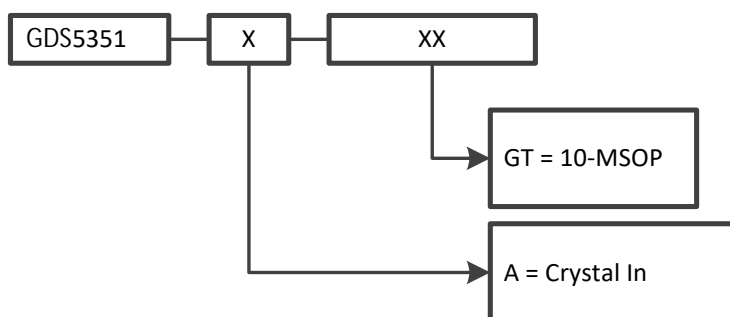 GDS5351 X XX
GT = 10-MSOP
A = Crystal In